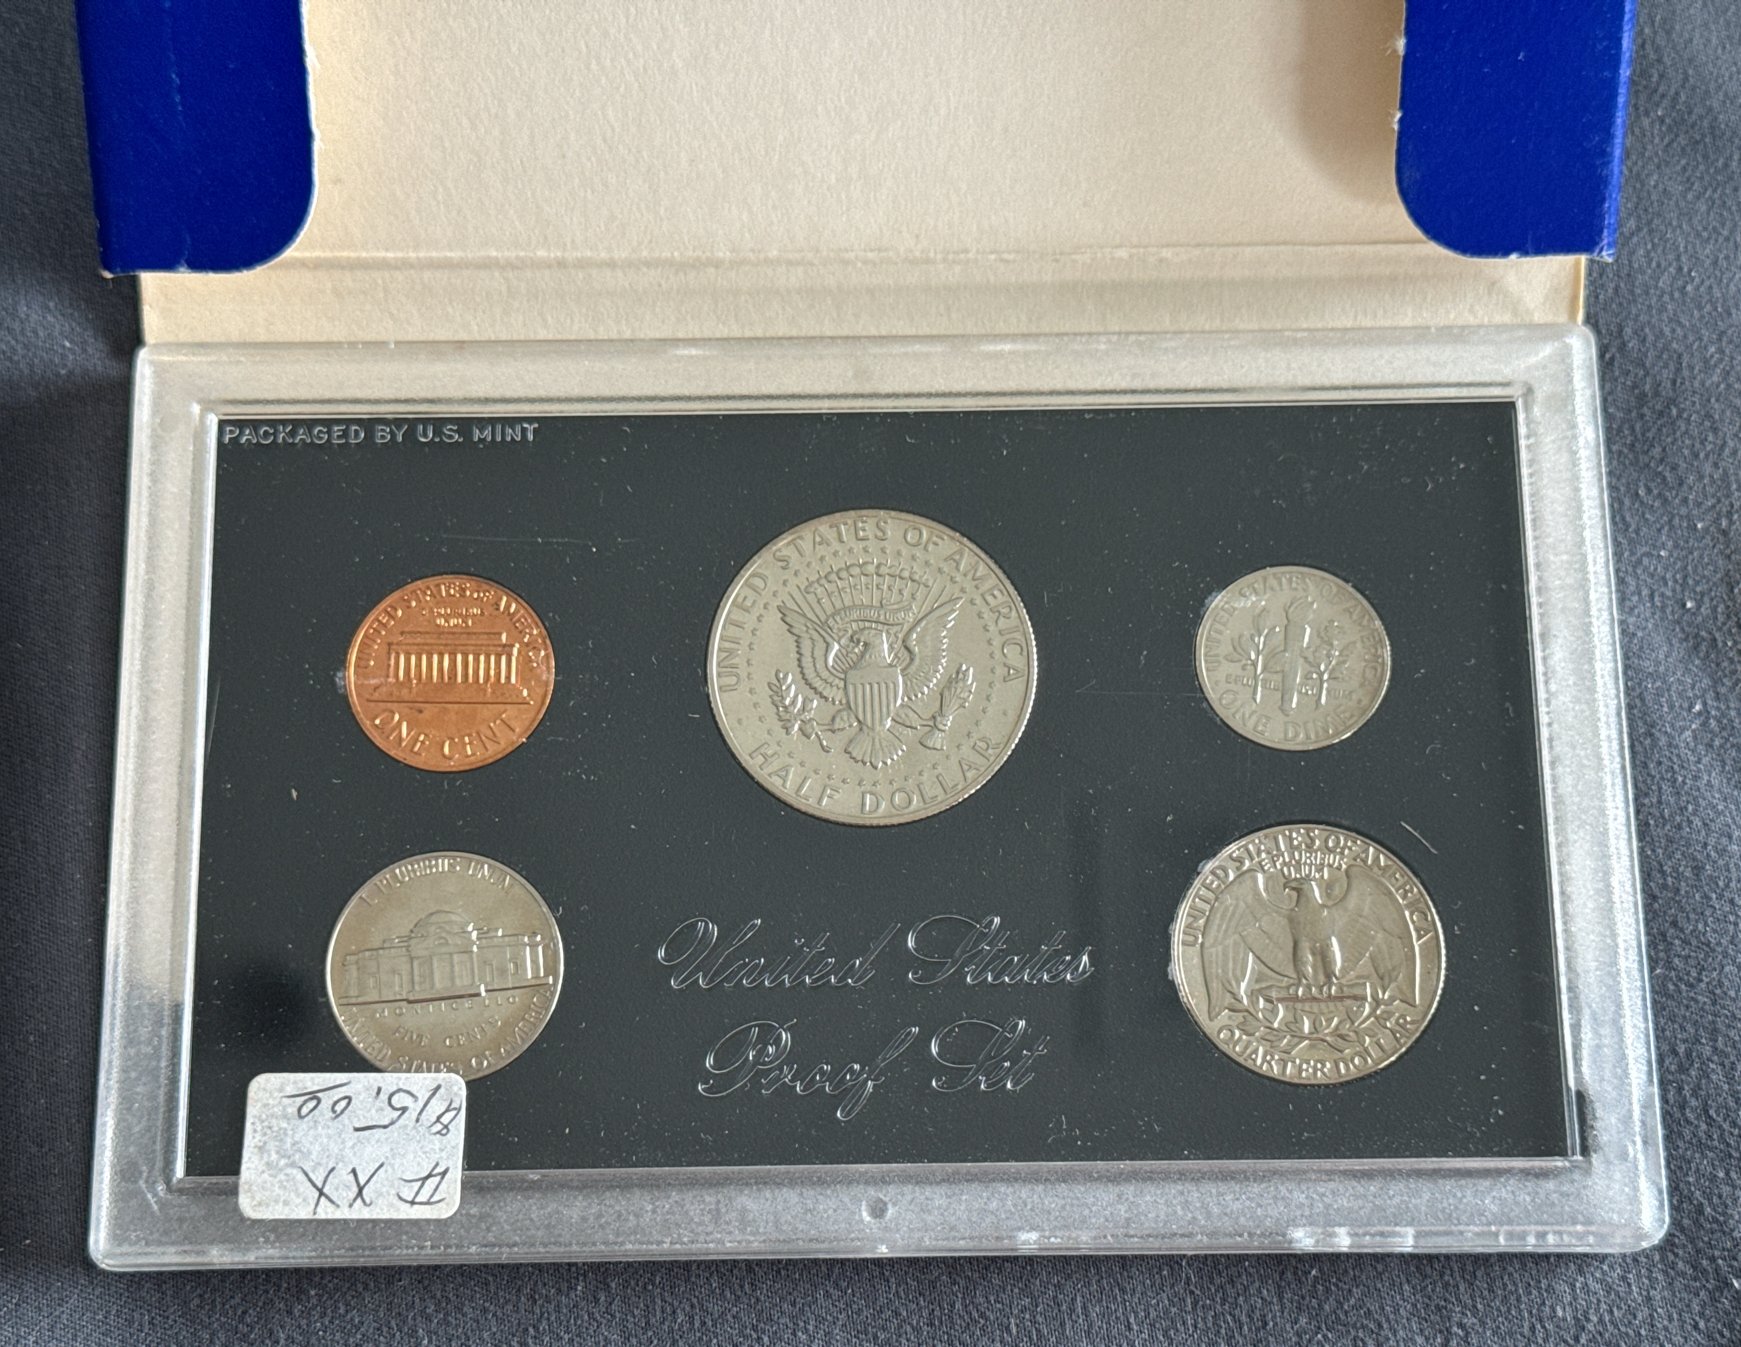 PACKAGED BY U.S. MINT
UNITED STATES OF AMERICA
E PLURIBUS
UNUM
ONE CENT
UNITED STATES OF AMERICA
E PLURIBUS UNUM
HALF DOLLAR
UNITED STATES OF AMERICA
E PLURIBUS UNUM
ONE DIME
E PLURIBUS UNUM
MONTICELLO
FIVE CENTS
UNITED STATES OF AMERICA
UNITED STATES OF AMERICA
E PLURIBUS
UNUM
QUARTER DOLLAR
United States
Proof Set
# XX
$15.00